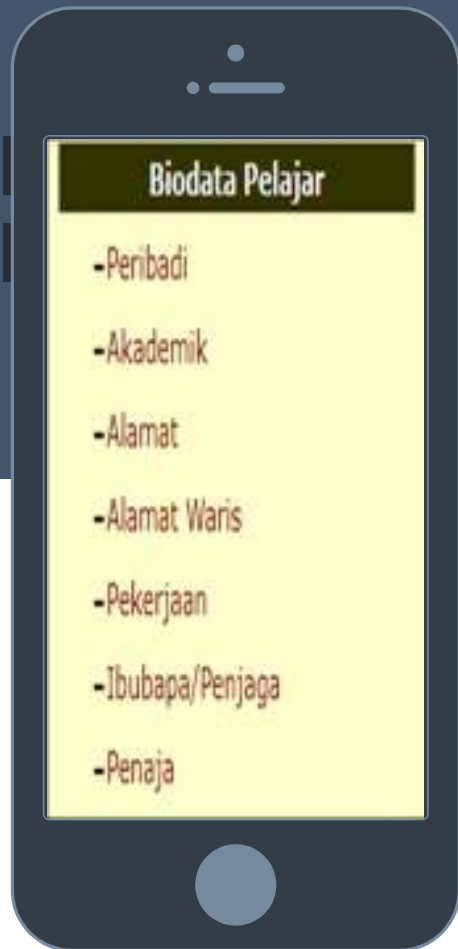 Biodata Pelajar
-Peribadi
-Akademik
-Alamat
-Alamat Waris
-Pekerjaan
-Ibubapa/Penjaga
-Penaja